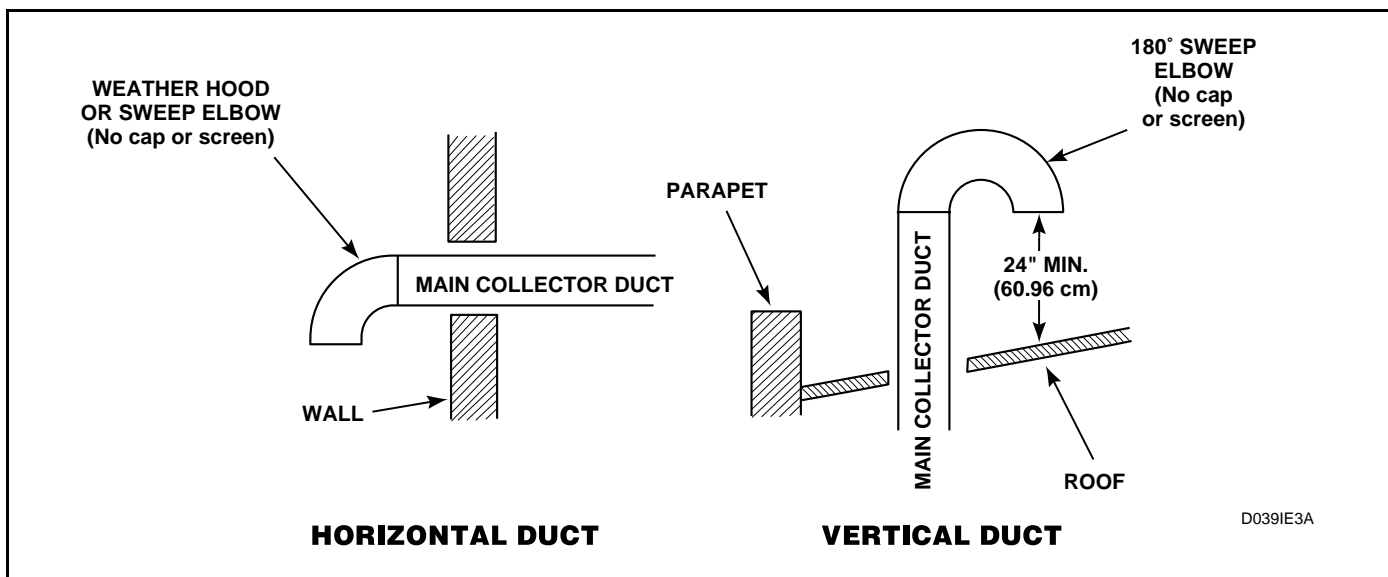 WEATHER HOOD
OR SWEEP ELBOW
(No cap or screen)
MAIN COLLECTOR DUCT
WALL
HORIZONTAL DUCT
180˚ SWEEP
ELBOW
(No cap
or screen)
PARAPET
MAIN COLLECTOR DUCT
24" MIN.
(60.96 cm)
ROOF
VERTICAL DUCT
D039IE3A